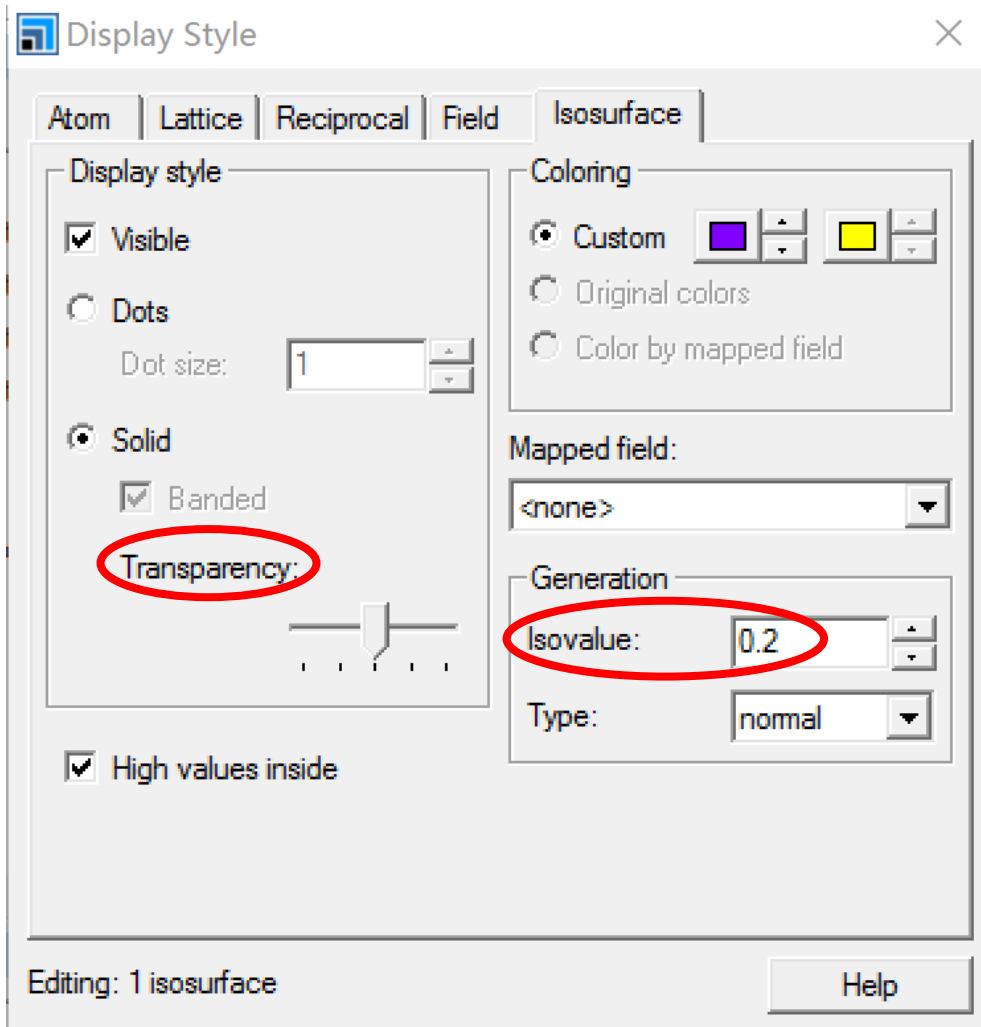 Display Style
Atom Lattice Reciprocal Field Isosurface
Display style
Visible
Dots
Dot size: 1
Solid
Banded
Transparency:
High values inside
Coloring
Custom
Original colors
Color by mapped field
Mapped field:
<none>
Generation
Isovalue: 0.2
Type: normal
Editing: 1 isosurface
Help